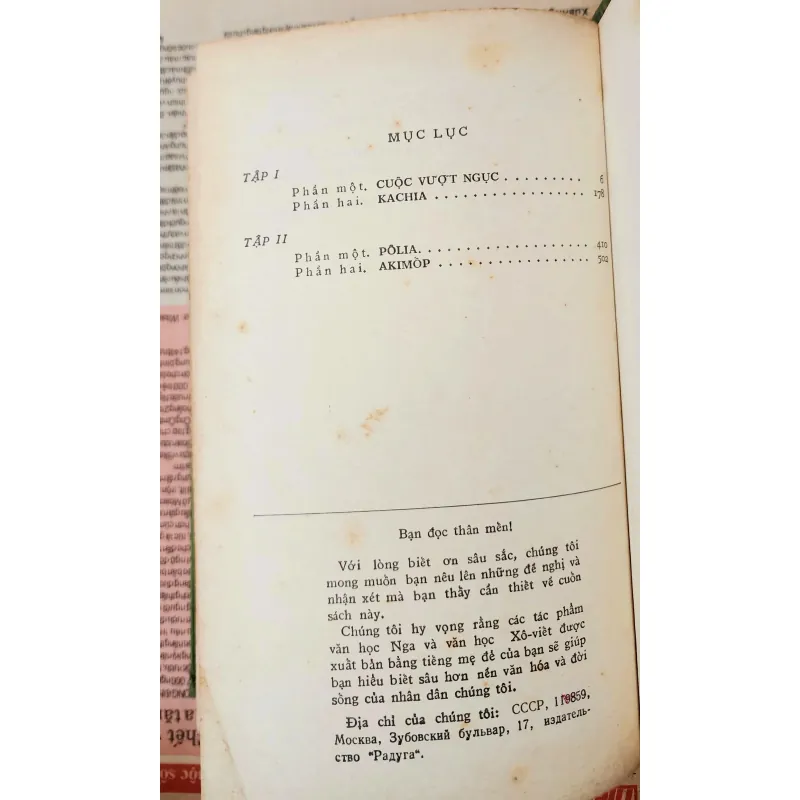 MỤC LỤC
TẬP I
Phần một. CUỘC VƯỢT NGỤC . . . . . . . . . 6
Phần hai. KACHIA . . . . . . . . . . . . . . . . . 178
TẬP II
Phần một. PÔLIA. . . . . . . . . . . . . . . . . . . 410
Phần hai. AKIMỐP . . . . . . . . . . . . . . . . . 502
Bạn đọc thân mến!
Với lòng biết ơn sâu sắc, chúng tôi
mong muốn bạn nêu lên những đề nghị và
nhận xét mà bạn thấy cần thiết về cuốn
sách này.
Chúng tôi hy vọng rằng các tác phẩm
văn học Nga và văn học Xô-viết được
xuất bản bằng tiếng mẹ đẻ của bạn sẽ giúp
bạn hiểu biết sâu hơn nền văn hóa và đời
sống của nhân dân chúng tôi.
Địa chỉ của chúng tôi: СССР, 119859,
Москва, Зубовский бульвар, 17, издатель-
ство "Радуга".